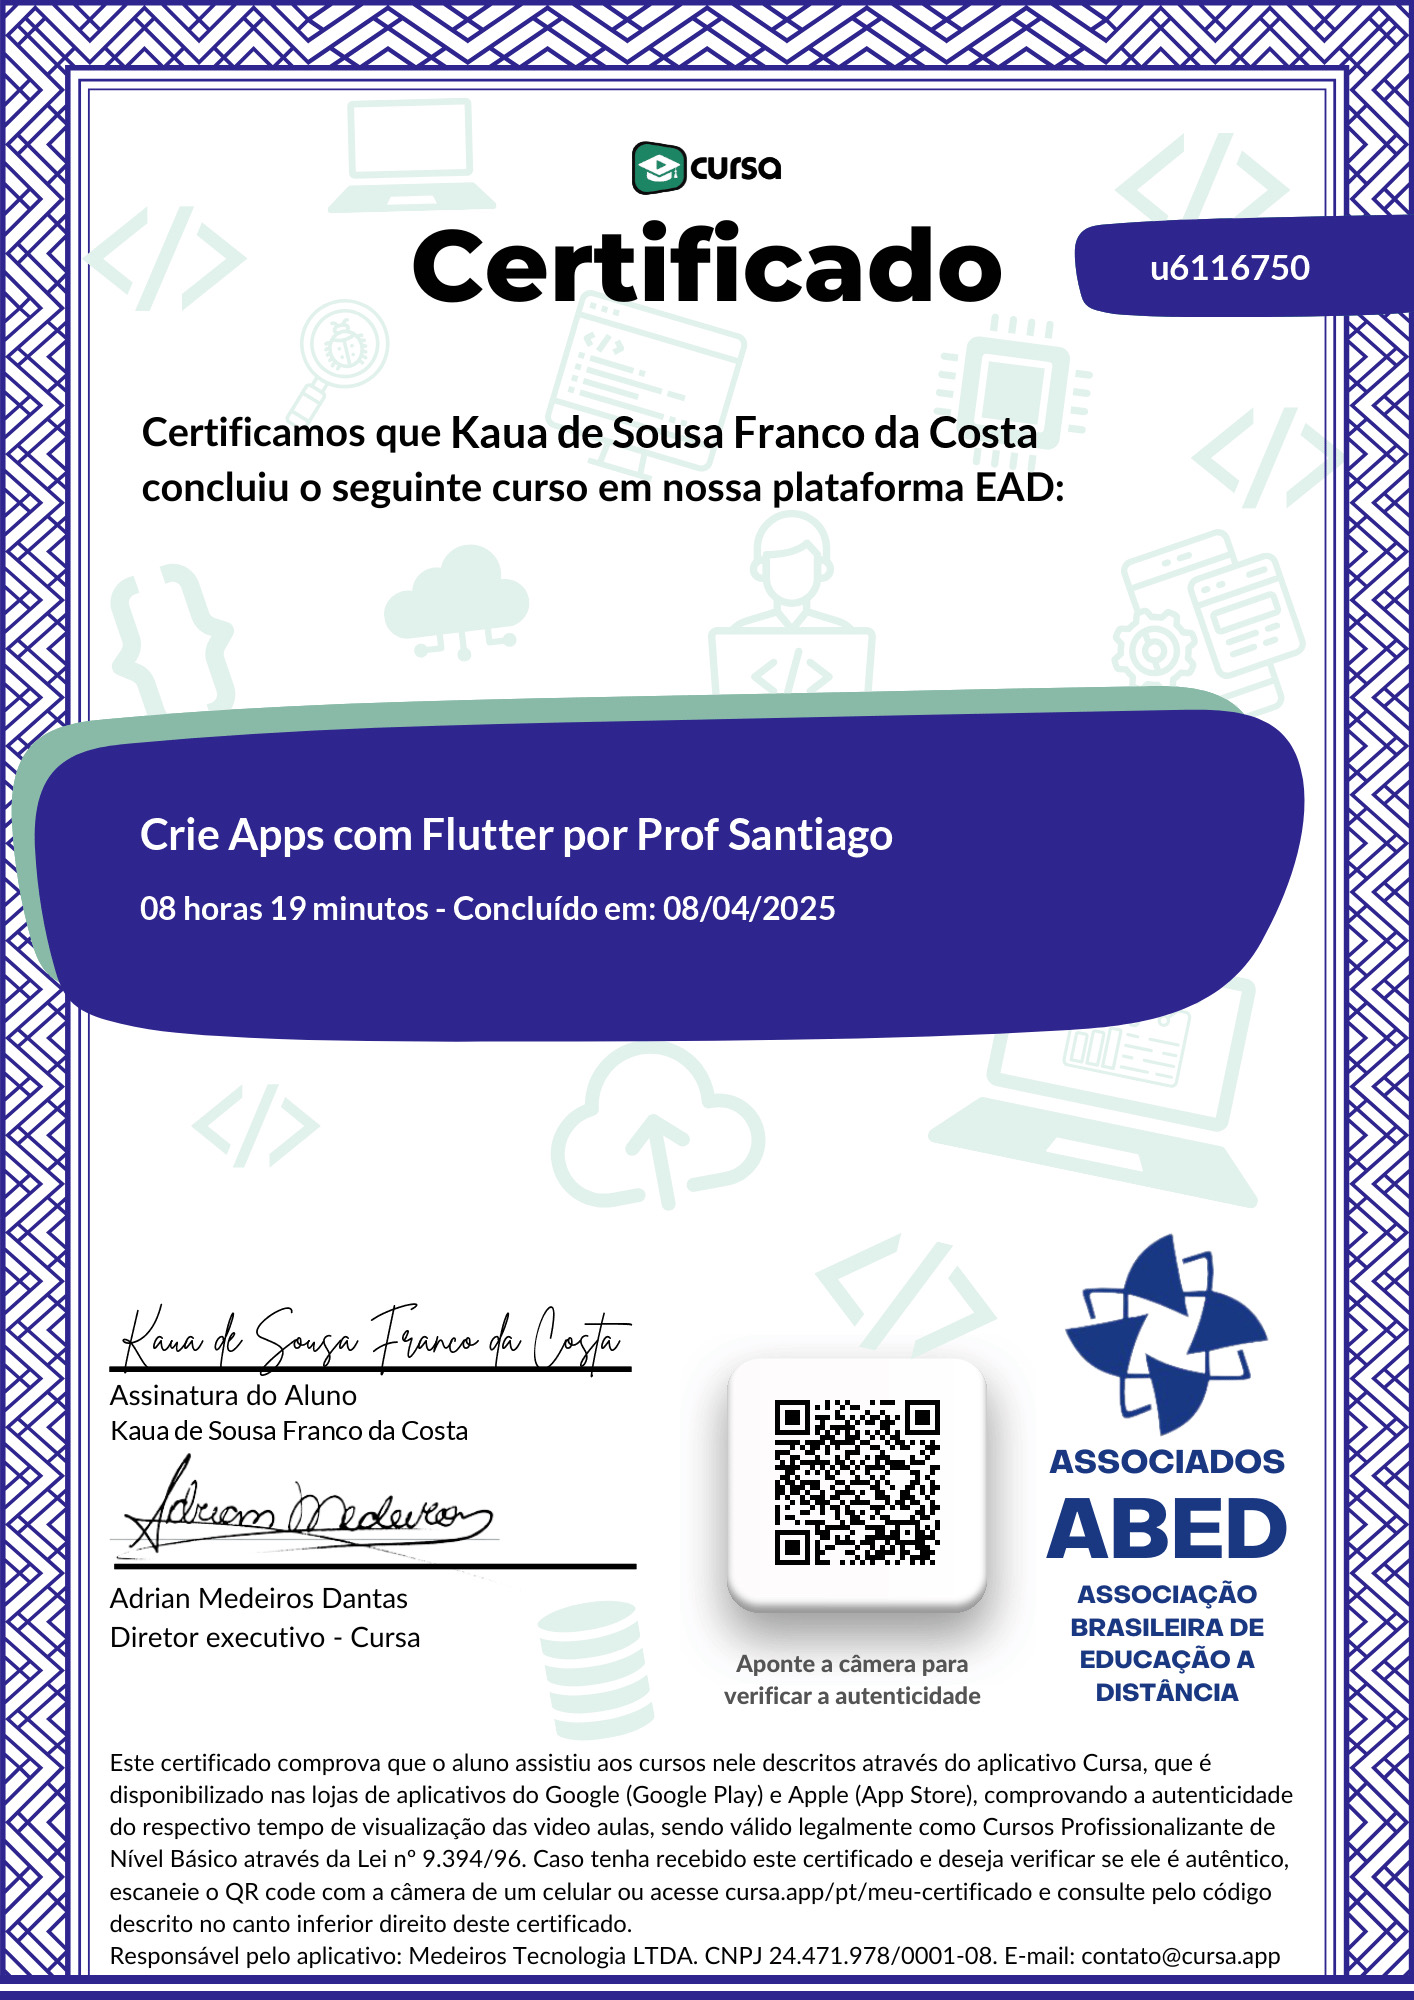 cursa
Certificado
u6116750
Certificamos que Kaua de Sousa Franco da Costa
concluiu o seguinte curso em nossa plataforma EAD:
Crie Apps com Flutter por Prof Santiago
08 horas 19 minutos - Concluído em: 08/04/2025
Kaua de Sousa Franco da Costa
Assinatura do Aluno
Kaua de Sousa Franco da Costa
Adrian Medeiros
Adrian Medeiros Dantas
Diretor executivo - Cursa
Aponte a câmera para
verificar a autenticidade
ASSOCIADOS
ABED
ASSOCIAÇÃO
BRASILEIRA DE
EDUCAÇÃO A
DISTÂNCIA
Este certificado comprova que o aluno assistiu aos cursos nele descritos através do aplicativo Cursa, que é
disponibilizado nas lojas de aplicativos do Google (Google Play) e Apple (App Store), comprovando a autenticidade
do respectivo tempo de visualização das video aulas, sendo válido legalmente como Cursos Profissionalizante de
Nível Básico através da Lei nº 9.394/96. Caso tenha recebido este certificado e deseja verificar se ele é autêntico,
escaneie o QR code com a câmera de um celular ou acesse cursa.app/pt/meu-certificado e consulte pelo código
descrito no canto inferior direito deste certificado.
Responsável pelo aplicativo: Medeiros Tecnologia LTDA. CNPJ 24.471.978/0001-08. E-mail: contato@cursa.app